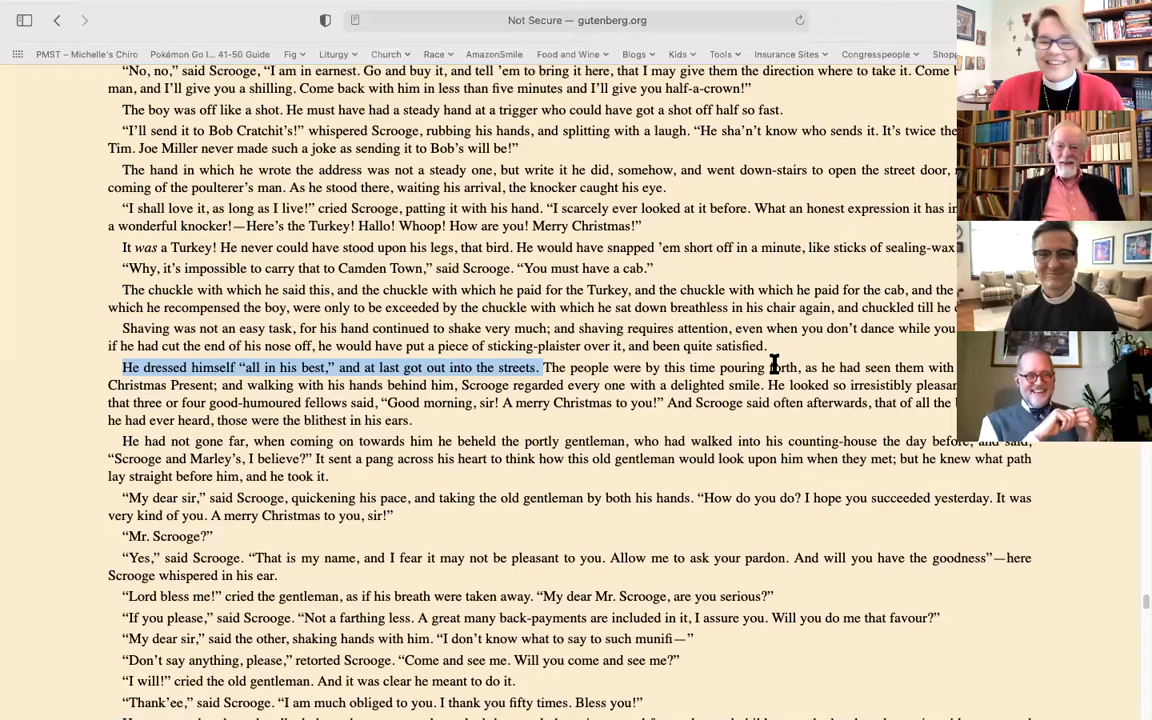 Not Secure — gutenberg.org
PMST – Michelle's Chiro Pokémon Go I... 41-50 Guide Fig Liturgy Church Race AmazonSmile Food and Wine Blogs Kids Tools Insurance Sites Congresspeople Shopp
“No, no,” said Scrooge, “I am in earnest. Go and buy it, and tell ’em to bring it here, that I may give them the direction where to take it. Come b
man, and I’ll give you a shilling. Come back with him in less than five minutes and I’ll give you half-a-crown!”
The boy was off like a shot. He must have had a steady hand at a trigger who could have got a shot off half so fast.
“I’ll send it to Bob Cratchit’s!” whispered Scrooge, rubbing his hands, and splitting with a laugh. “He sha’n’t know who sends it. It’s twice the
Tim. Joe Miller never made such a joke as sending it to Bob’s will be!”
The hand in which he wrote the address was not a steady one, but write it he did, somehow, and went down-stairs to open the street door,
coming of the poulterer’s man. As he stood there, waiting his arrival, the knocker caught his eye.
“I shall love it, as long as I live!” cried Scrooge, patting it with his hand. “I scarcely ever looked at it before. What an honest expression it has in
a wonderful knocker!—Here’s the Turkey! Hallo! Whoop! How are you! Merry Christmas!”
It was a Turkey! He never could have stood upon his legs, that bird. He would have snapped ’em short off in a minute, like sticks of sealing-wax
“Why, it’s impossible to carry that to Camden Town,” said Scrooge. “You must have a cab.”
The chuckle with which he said this, and the chuckle with which he paid for the Turkey, and the chuckle with which he paid for the cab, and the
which he recompensed the boy, were only to be exceeded by the chuckle with which he sat down breathless in his chair again, and chuckled till he
Shaving was not an easy task, for his hand continued to shake very much; and shaving requires attention, even when you don’t dance while you
if he had cut the end of his nose off, he would have put a piece of sticking-plaister over it, and been quite satisfied.
He dressed himself “all in his best,” and at last got out into the streets. The people were by this time pouring forth, as he had seen them with
Christmas Present; and walking with his hands behind him, Scrooge regarded every one with a delighted smile. He looked so irresistibly pleasan
that three or four good-humoured fellows said, “Good morning, sir! A merry Christmas to you!” And Scrooge said often afterwards, that of all the b
he had ever heard, those were the blithest in his ears.
He had not gone far, when coming on towards him he beheld the portly gentleman, who had walked into his counting-house the day before, and said,
“Scrooge and Marley’s, I believe?” It sent a pang across his heart to think how this old gentleman would look upon him when they met; but he knew what path
lay straight before him, and he took it.
“My dear sir,” said Scrooge, quickening his pace, and taking the old gentleman by both his hands. “How do you do? I hope you succeeded yesterday. It was
very kind of you. A merry Christmas to you, sir!”
“Mr. Scrooge?”
“Yes,” said Scrooge. “That is my name, and I fear it may not be pleasant to you. Allow me to ask your pardon. And will you have the goodness”—here
Scrooge whispered in his ear.
“Lord bless me!” cried the gentleman, as if his breath were taken away. “My dear Mr. Scrooge, are you serious?”
“If you please,” said Scrooge. “Not a farthing less. A great many back-payments are included in it, I assure you. Will you do me that favour?”
“My dear sir,” said the other, shaking hands with him. “I don’t know what to say to such munifi—”
“Don’t say anything, please,” retorted Scrooge. “Come and see me. Will you come and see me?”
“I will!” cried the old gentleman. And it was clear he meant to do it.
“Thank’ee,” said Scrooge. “I am much obliged to you. I thank you fifty times. Bless you!”